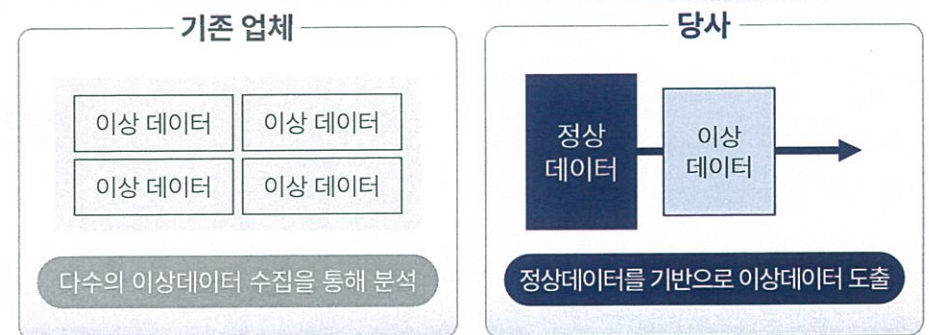 기존 업체
이상 데이터
이상 데이터
이상 데이터
이상 데이터
다수의 이상데이터 수집을 통해 분석
당사
정상
데이터
이상
데이터
정상데이터를 기반으로 이상데이터 도출